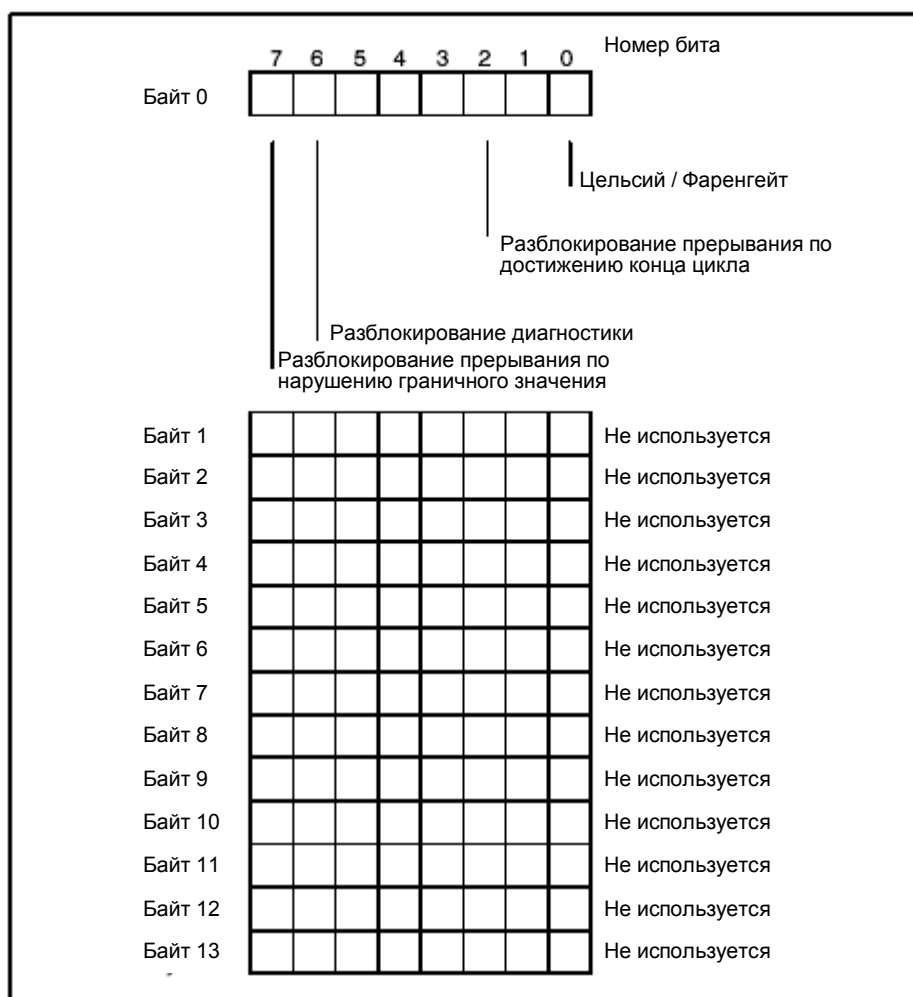 Номер бита
7 6 5 4 3 2 1 0
Байт 0
Цельсий / Фаренгейт
Разблокирование прерывания по
достижению конца цикла
Разблокирование диагностики
Разблокирование прерывания по
нарушению граничного значения
Байт 1 Не используется
Байт 2 Не используется
Байт 3 Не используется
Байт 4 Не используется
Байт 5 Не используется
Байт 6 Не используется
Байт 7 Не используется
Байт 8 Не используется
Байт 9 Не используется
Байт 10 Не используется
Байт 11 Не используется
Байт 12 Не используется
Байт 13 Не используется